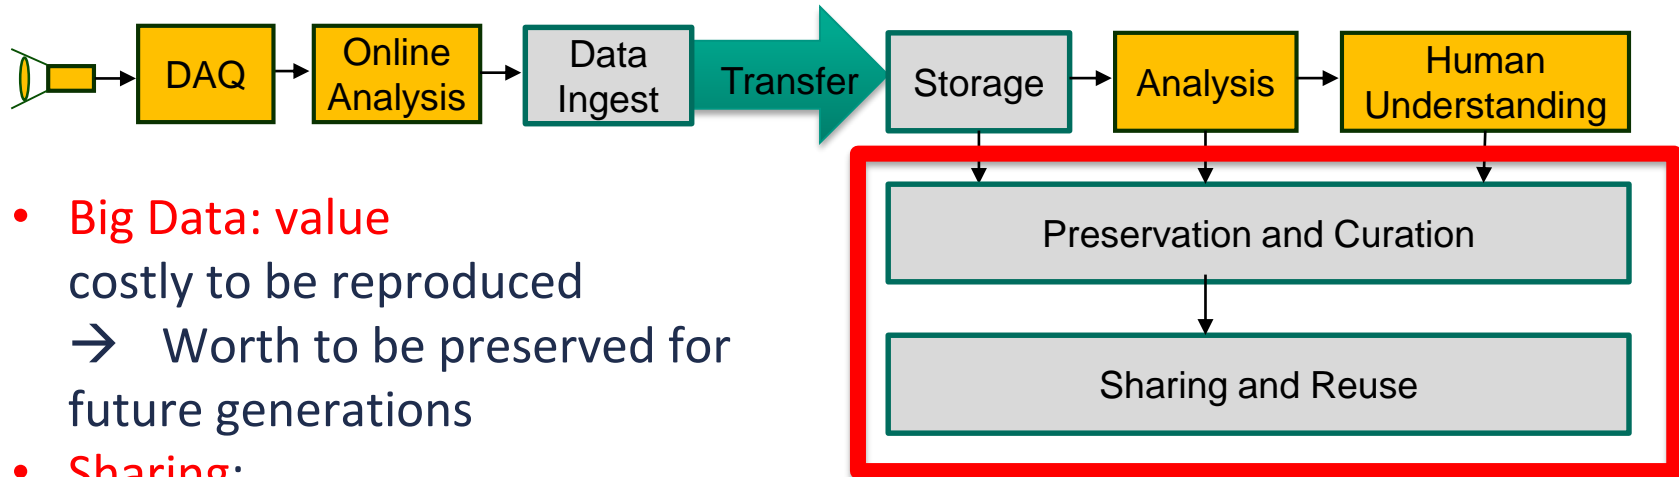 DAQ
Online
Analysis
Data
Ingest
Transfer
Storage
Analysis
Human
Understanding
• Big Data: value
costly to be reproduced
→ Worth to be preserved for
future generations
• Sharing:
Preservation and Curation
Sharing and Reuse